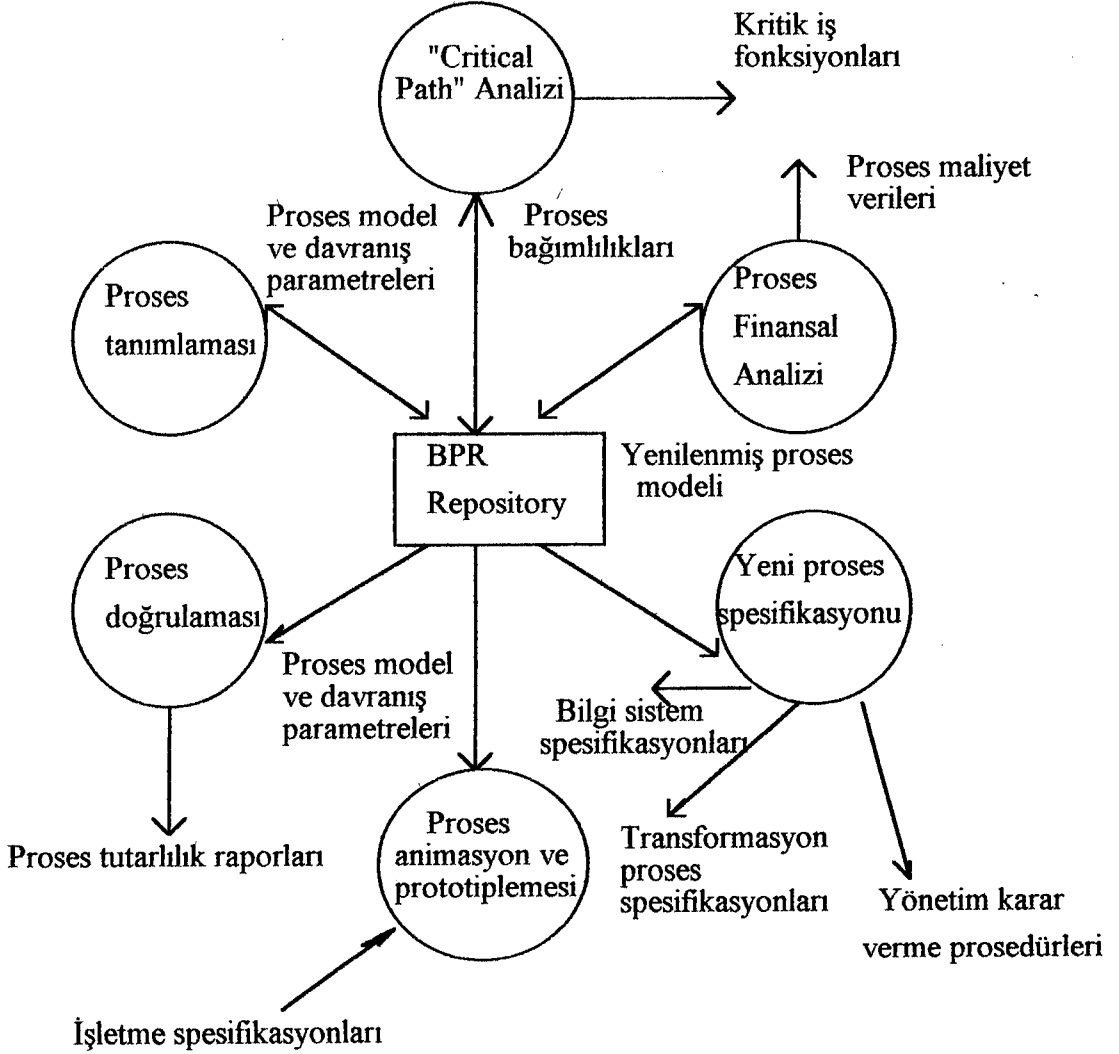 "Critical
Path" Analizi
Kritik iş
fonksiyonları
Proses maliyet
verileri
Proses model
ve davranış
parametreleri
Proses
bağımlılıkları
Proses
tanımlaması
Proses
Finansal
Analizi
BPR
Repository
Yenilenmiş proses
modeli
Proses
doğrulaması
Yeni proses
spesifikasyonu
Proses model
ve davranış
parametreleri
Bilgi sistem
spesifikasyonları
Proses tutarlılık raporları
Proses
animasyon ve
prototiplemesi
Transformasyon
proses
spesifikasyonları
Yönetim karar
verme prosedürleri
İşletme spesifikasyonları